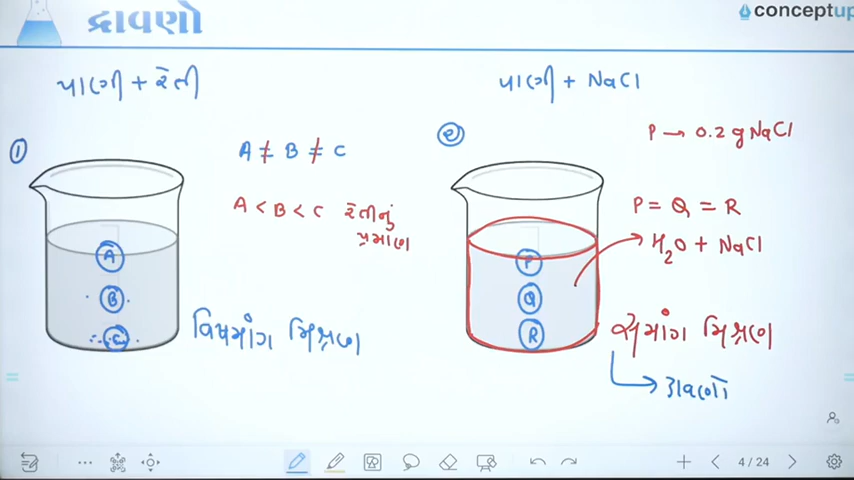 દ્રાવણો
conceptup
પાણી + રેતી
પાણી + NaCl
①
A ≠ B ≠ C
A < B < C રેતીનું
પ્રમાણ
A
B
C
વિષમાંગ મિશ્રણ
②
P → 0.2 g NaCl
P = Q = R
H₂O + NaCl
P
Q
R
સમાંગ મિશ્રણ
→ દ્રાવણો
4 / 24